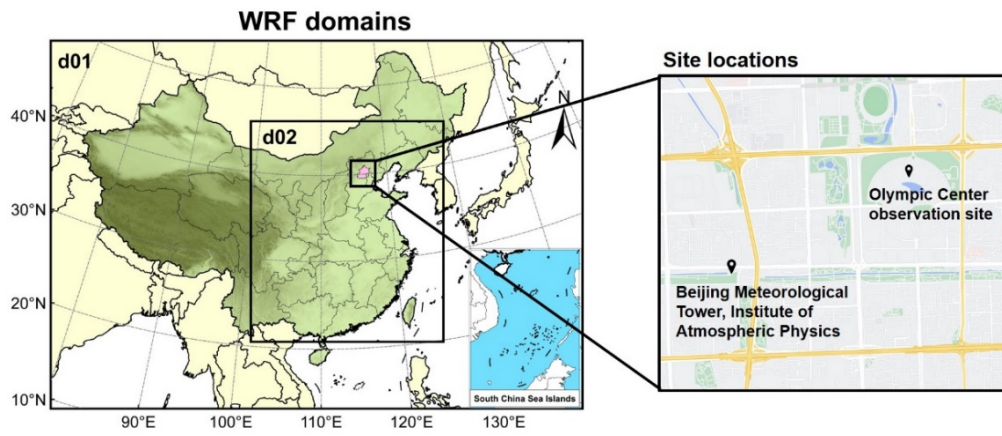 WRF domains
d01
d02
N
40°N
30°N
20°N
10°N
90°E
100°E
110°E
120°E
130°E
South China Sea Islands
Site locations
Olympic Center
observation site
Beijing Meteorological
Tower, Institute of
Atmospheric Physics